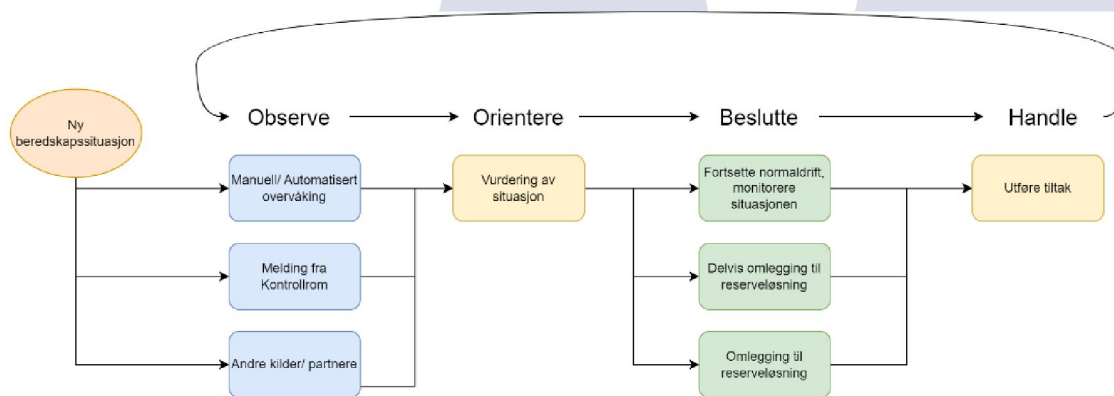 Ny
beredskapssituasjon
Observe
Orientere
Beslutte
Handle
Manuell/ Automatisert
overvåking
Vurdering av
situasjon
Fortsette normaldrift,
monitorere
situasjonen
Utføre tiltak
Melding fra
Kontrollrom
Delvis omlegging til
reserveløsning
Andre kilder/ partnere
Omlegging til
reserveløsning